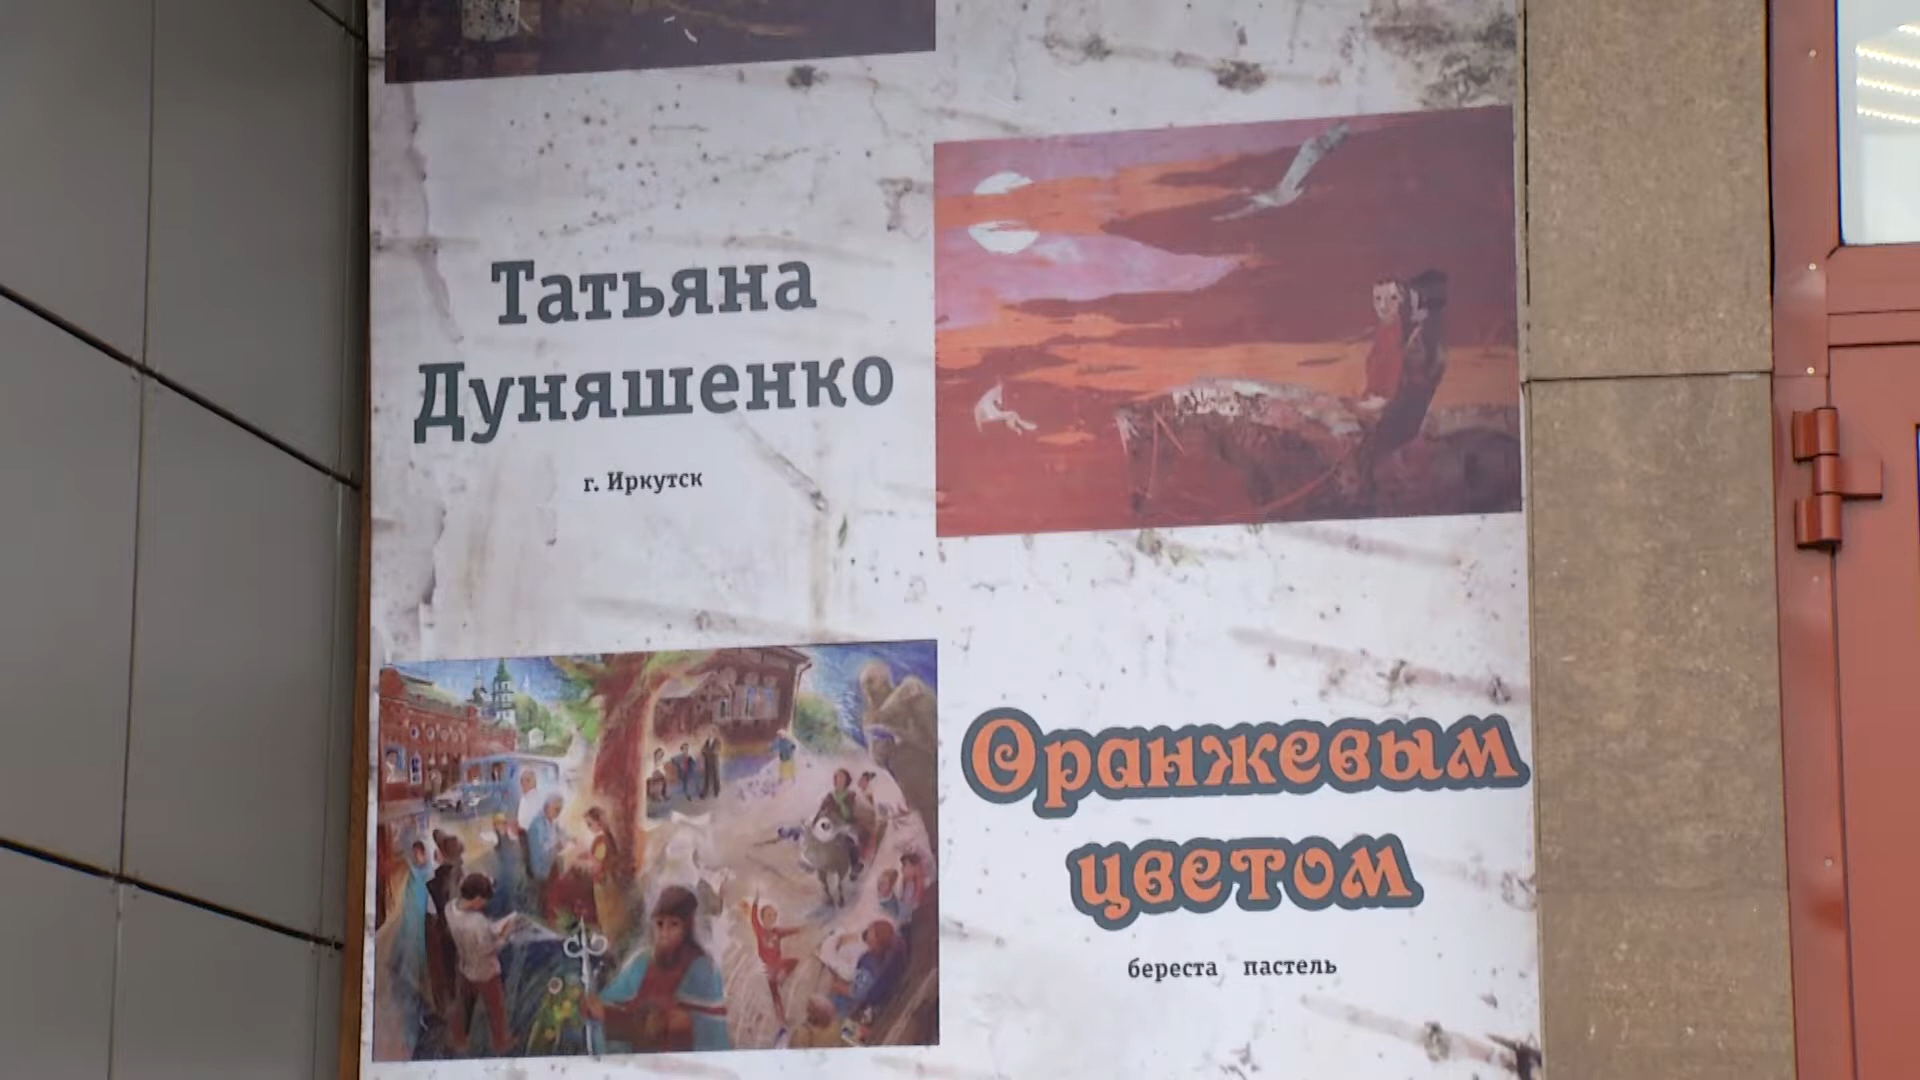 Татьяна
Дуняшенко
г. Иркутск
Оранжевым
цветом
береста пастель